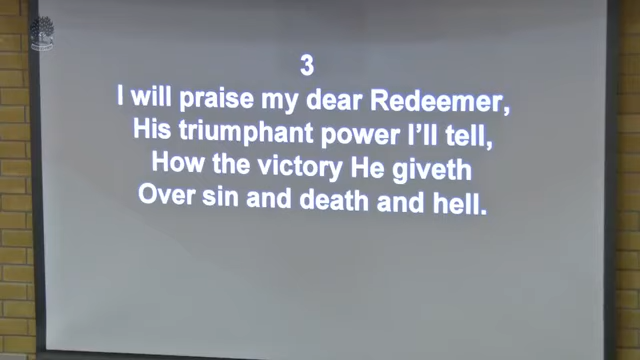 3
I will praise my dear Redeemer,
His triumphant power I'll tell,
How the victory He giveth
Over sin and death and hell.